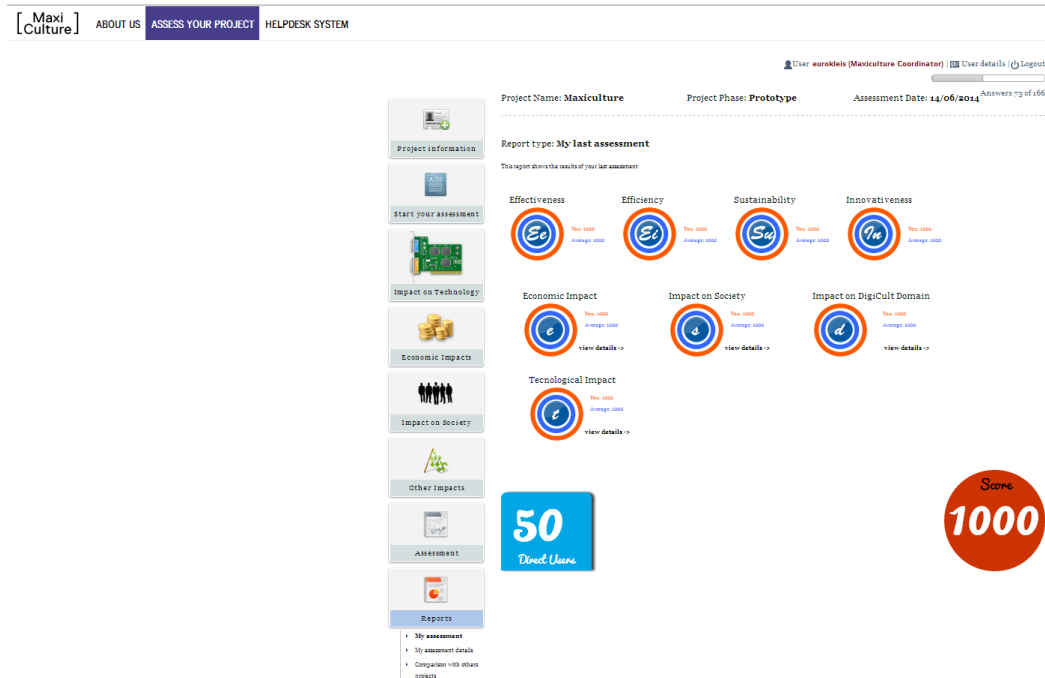 [Maxi
Culture]
ABOUT US ASSESS YOUR PROJECT HELPDESK SYSTEM
User eurokleis (Maxiculture Coordinator) | User details | Logout
Answers 73 of 166
Project Name: Maxiculture Project Phase: Prototype Assessment Date: 14/06/2014
Report type: My last assessment
This report shows the results of your last assessment
Effectiveness Efficiency Sustainability Innovativeness
Ee Ei Su In
You: 1000 You: 1000 You: 1000 You: 1000
Average: 1000 Average: 1000 Average: 1000 Average: 1000
Economic Impact Impact on Society Impact on DigiCult Domain
e s d
You: 1000 You: 1000 You: 1000
Average: 1000 Average: 1000 Average: 1000
view details -> view details -> view details ->
Tecnological Impact
t
You: 1000
Average: 1000
view details ->
50
Direct Users
Score
1000
Project information
Start your assessment
Impact on Technology
Economic Impacts
Impact on Society
Other Impacts
Assessment
Reports
My assessment
My assessment details
Comparison with others
projects